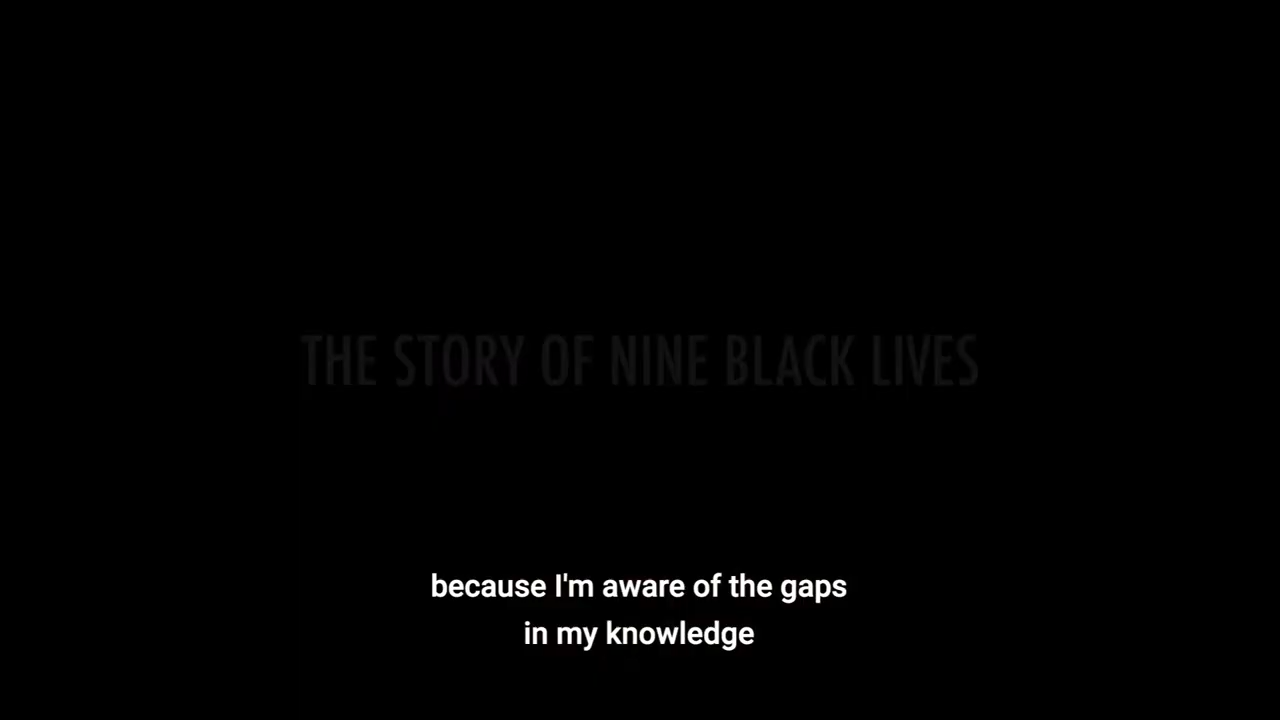 THE STORY OF NINE BLACK LIVES
because I'm aware of the gaps
in my knowledge